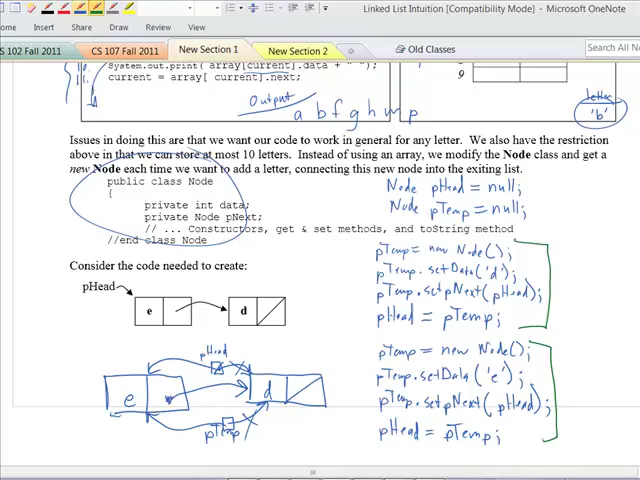 Linked List Intuition [Compatibility Mode] - Microsoft OneNote
Insert Share Draw Review View
CS 102 Fall 2011 CS 107 Fall 2011 New Section 1 New Section 2 Old Classes Search All No
system.out.print( array[current].data + " ");
current = array[ current].next;
9
Output
a b f g h m p
letter
'b'
Issues in doing this are that we want our code to work in general for any letter. We also have the restriction
above in that we can store at most 10 letters. Instead of using an array, we modify the Node class and get a
new Node each time we want to add a letter, connecting this new node into the exiting list.
public class Node
{
private int data;
private Node pNext;
// ... Constructors, get & set methods, and toString method
//end class Node
Node pHead = null;
Node pTemp = null;
Consider the code needed to create:
pHead
e d
pTemp = new Node();
pTemp.setData('d');
pTemp.setpNext(pHead);
pHead = pTemp;
pHead
e d
pTemp
pTemp = new Node();
pTemp.setData('e');
pTemp.setpNext(pHead);
pHead = pTemp;